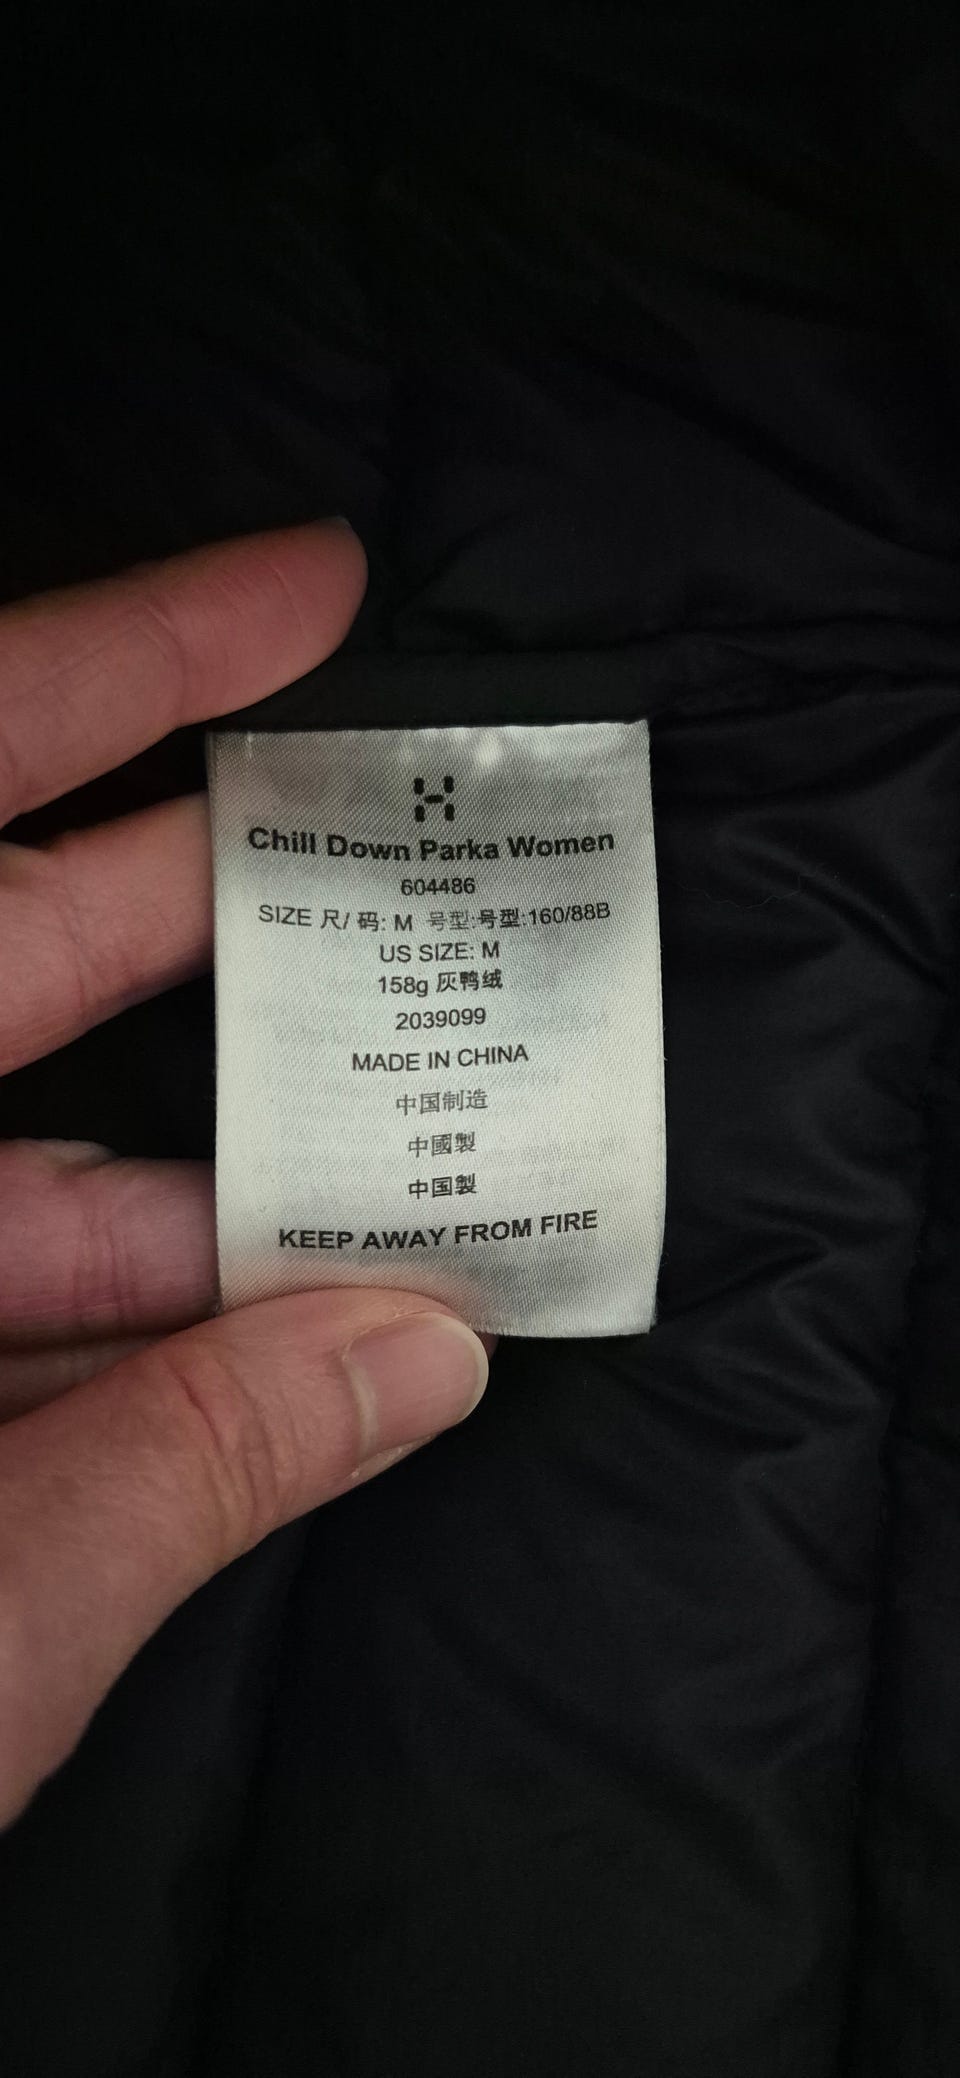 Chill Down Parka Women
604486
SIZE 尺/ 码: M 号型:号型:160/88B
US SIZE: M
158g 灰鸭绒
2039099
MADE IN CHINA
中国制造
中國製
中国製
KEEP AWAY FROM FIRE